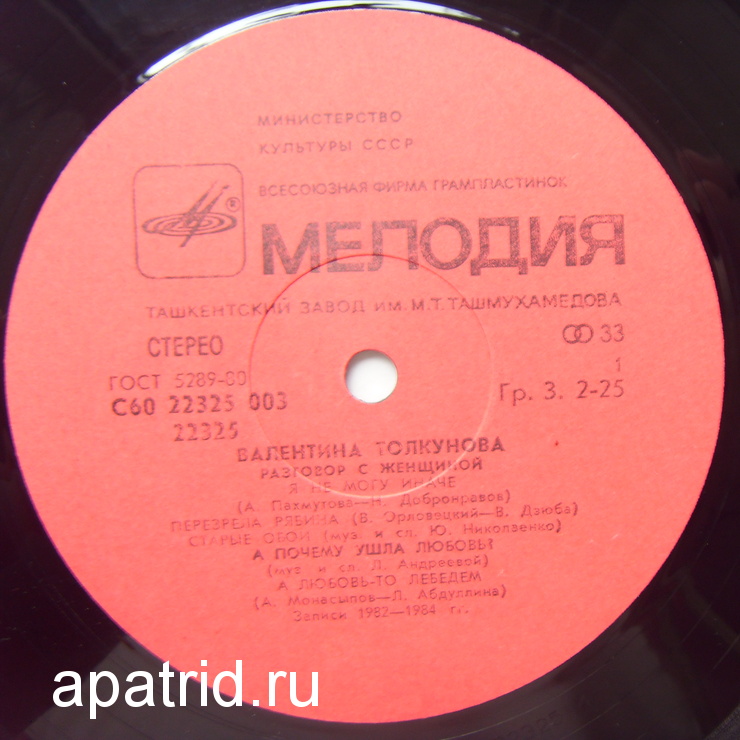 МИНИСТЕРСТВО
КУЛЬТУРЫ СССР
ВСЕСОЮЗНАЯ ФИРМА ГРАМПЛАСТИНОК
МЕЛОДИЯ
ТАШКЕНТСКИЙ ЗАВОД ИМ. М.Т. ТАШМУХАМЕДОВА
СТЕРЕО
33
ГОСТ 5289-80
1
С60 22325 003
Гр. 3. 2-25
22325
ВАЛЕНТИНА ТОЛКУНОВА
РАЗГОВОР С ЖЕНЩИНОЙ
Я НЕ МОГУ ИНАЧЕ
(А. Пахмутова—Н. Добронравов)
ПЕРЕЗРЕЛА РЯБИНА (В. Орловецкий—В. Дзюба)
СТАРЫЕ ОБОИ (муз. и сл. Ю. Николаенко)
А ПОЧЕМУ УШЛА ЛЮБОВЬ?
(муз. и сл. Л. Андреевой)
А ЛЮБОВЬ-ТО ЛЕБЕДЕМ
(А. Монасыпов—Л. Абдуллина)
Записи 1982—1984 гг.
apatrid.ru